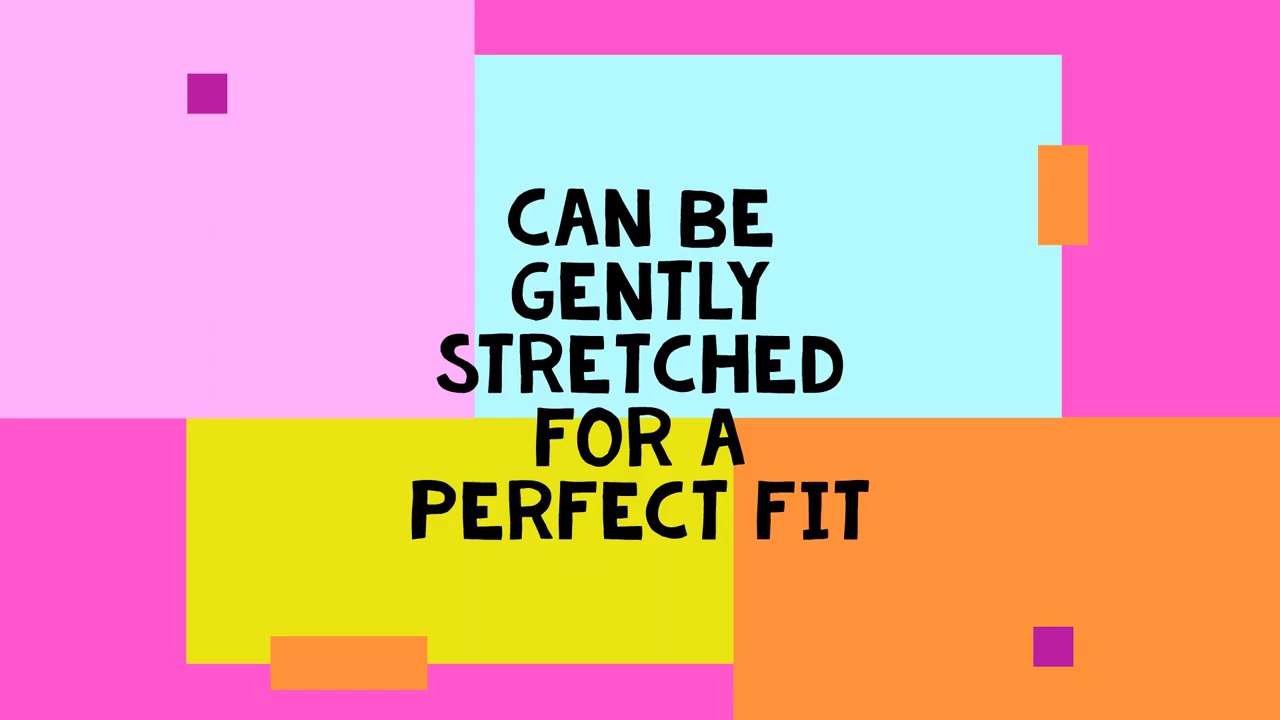 CAN BE
GENTLY
STRETCHED
FOR A
PERFECT FIT